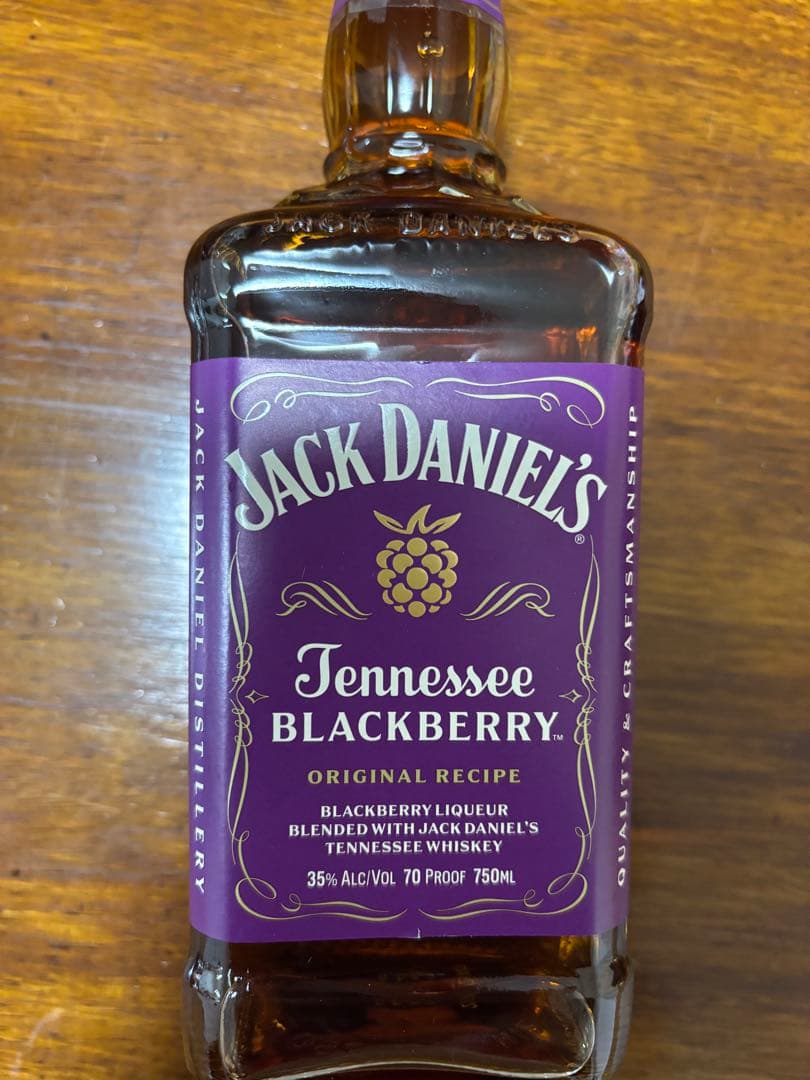 JACK DANIEL'S
JACK DANIEL'S®
Tennessee
BLACKBERRY™
ORIGINAL RECIPE
BLACKBERRY LIQUEUR
BLENDED WITH JACK DANIEL'S
TENNESSEE WHISKEY
35% ALC/VOL 70 PROOF 750ML
JACK DANIEL DISTILLERY
QUALITY & CRAFTSMANSHIP